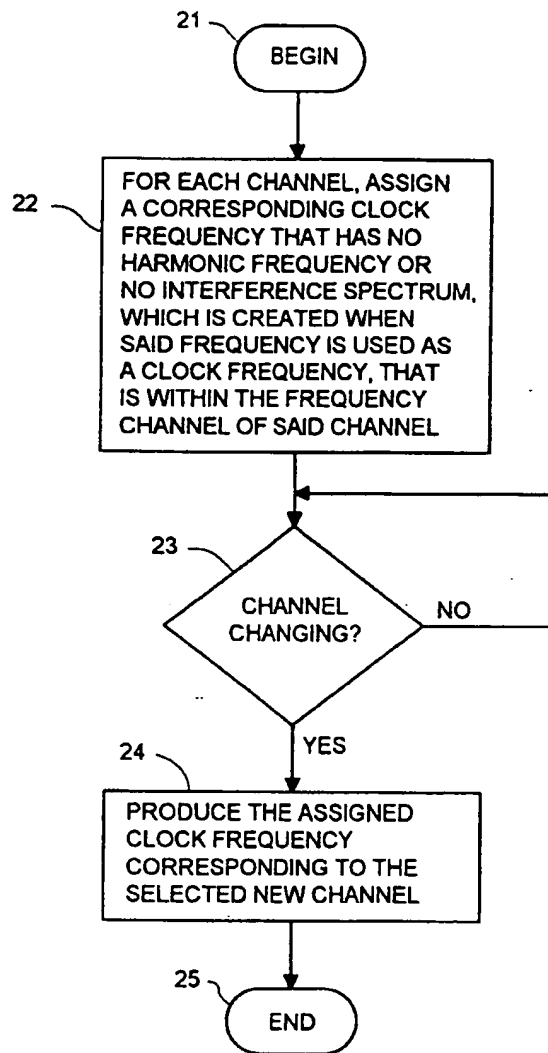 21
BEGIN
22
FOR EACH CHANNEL, ASSIGN
A CORRESPONDING CLOCK
FREQUENCY THAT HAS NO
HARMONIC FREQUENCY OR
NO INTERFERENCE SPECTRUM,
WHICH IS CREATED WHEN
SAID FREQUENCY IS USED AS
A CLOCK FREQUENCY, THAT
IS WITHIN THE FREQUENCY
CHANNEL OF SAID CHANNEL
23
CHANNEL
CHANGING?
NO
YES
24
PRODUCE THE ASSIGNED
CLOCK FREQUENCY
CORRESPONDING TO THE
SELECTED NEW CHANNEL
25
END